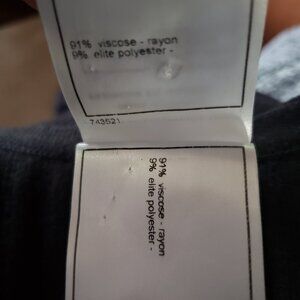 91% viscose - rayon
9% elite polyester -
743521
91% viscose - rayon
9% elite polyester -